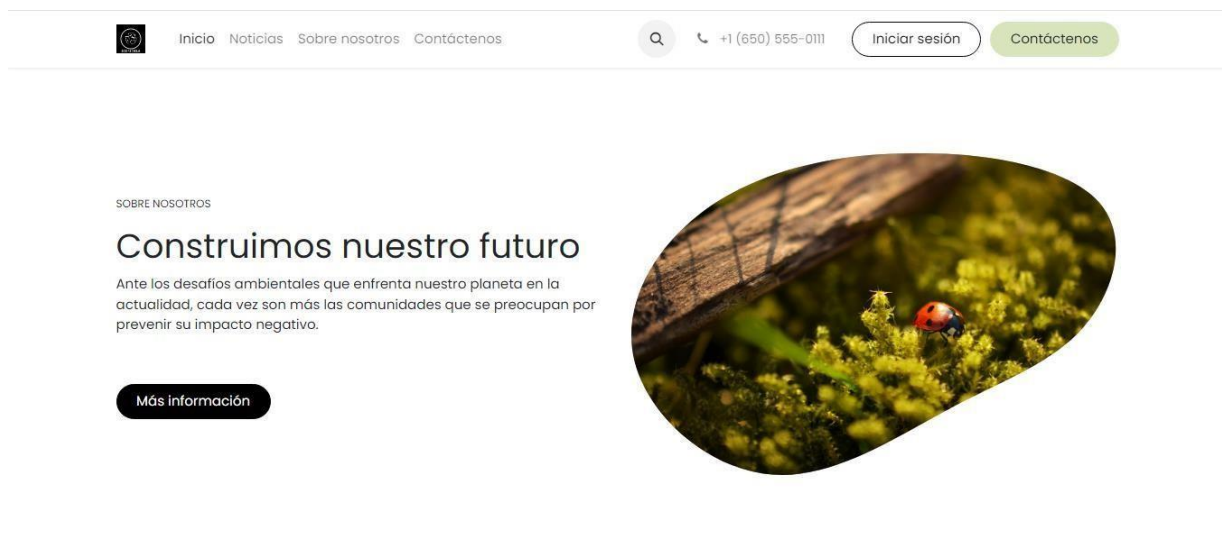 Inicio Noticias Sobre nosotros Contáctenos +1 (650) 555-0111 Iniciar sesión Contáctenos
SOBRE NOSOTROS
Construimos nuestro futuro
Ante los desafíos ambientales que enfrenta nuestro planeta en la
actualidad, cada vez son más las comunidades que se preocupan por
prevenir su impacto negativo.
Más información